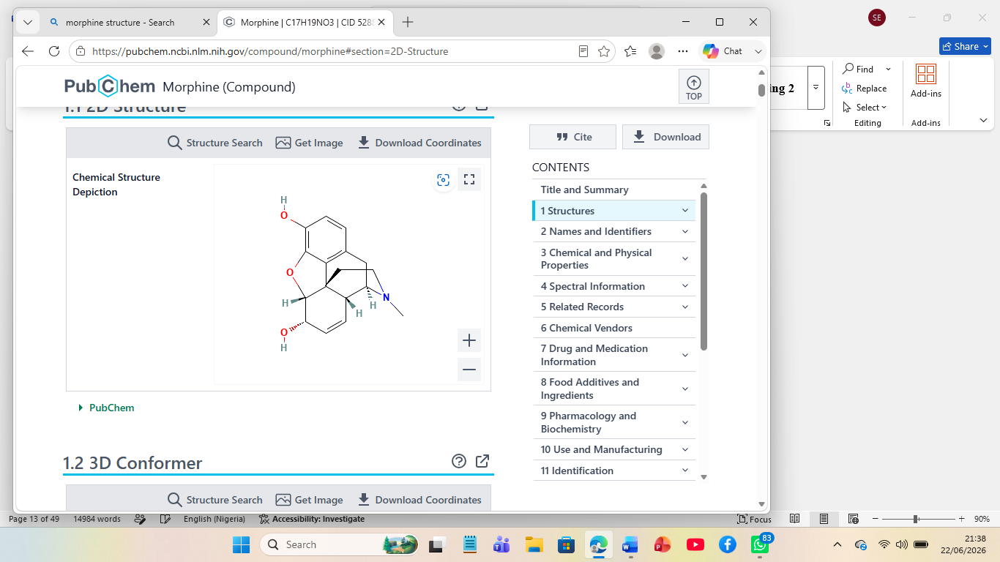 SE
morphine structure - Search
Morphine | C17H19NO3 | CID 528
https://pubchem.ncbi.nlm.nih.gov/compound/morphine#section=2D-Structure
Chat
Share
PubChem Morphine (Compound)
TOP
Find
Replace
Select
Editing
ing 2
Add-ins
Add-ins
1.1 2D Structure
Structure Search Get Image Download Coordinates
Chemical Structure
Depiction
H
O
O
H
N
H
H
O
H
PubChem
1.2 3D Conformer
Structure Search Get Image Download Coordinates
Cite Download
CONTENTS
Title and Summary
1 Structures
2 Names and Identifiers
3 Chemical and Physical
Properties
4 Spectral Information
5 Related Records
6 Chemical Vendors
7 Drug and Medication
Information
8 Food Additives and
Ingredients
9 Pharmacology and
Biochemistry
10 Use and Manufacturing
11 Identification
Page 13 of 49 14984 words English (Nigeria) Accessibility: Investigate Focus 90%
Search
83
21:38
22/06/2026